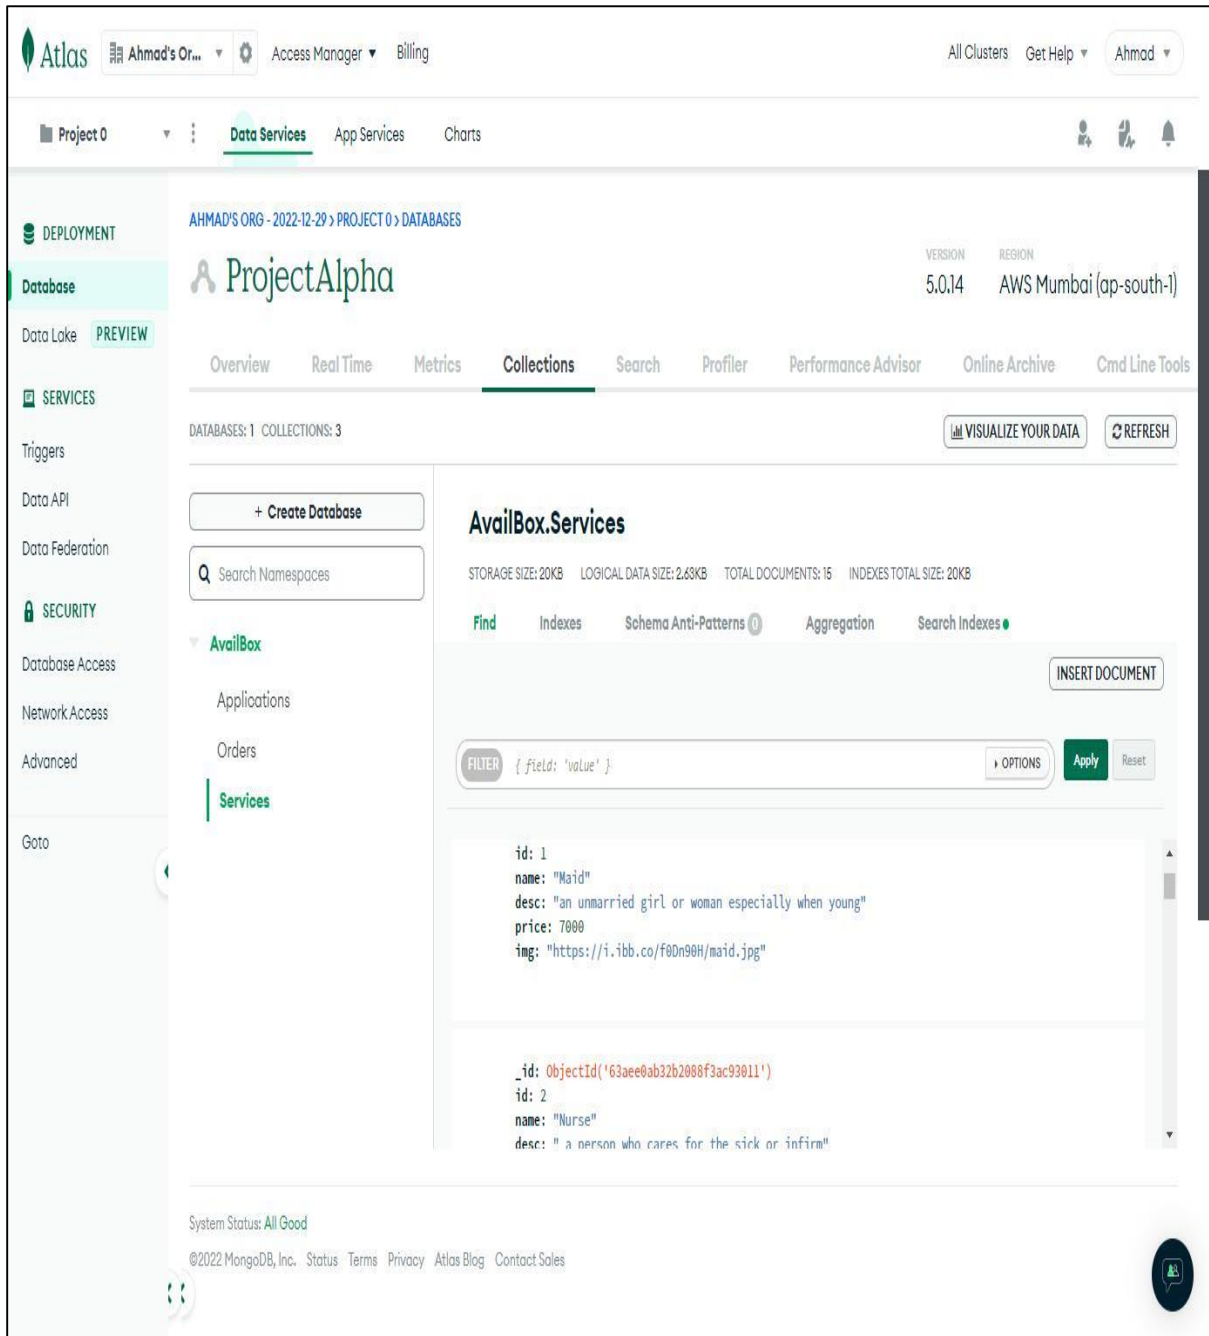 Atlas Ahmad's Or... Access Manager Billing All Clusters Get Help Ahmad
Project 0 Data Services App Services Charts
DEPLOYMENT
Database
Data Lake PREVIEW
SERVICES
Triggers
Data API
Data Federation
SECURITY
Database Access
Network Access
Advanced
Goto
AHMAD'S ORG - 2022-12-29 > PROJECT 0 > DATABASES
ProjectAlpha
VERSION REGION
5.0.14 AWS Mumbai (ap-south-1)
Overview Real Time Metrics Collections Search Profiler Performance Advisor Online Archive Cmd Line Tools
DATABASES: 1 COLLECTIONS: 3 VISUALIZE YOUR DATA REFRESH
+ Create Database
Search Namespaces
AvailBox
Applications
Orders
Services
AvailBox.Services
STORAGE SIZE: 20KB LOGICAL DATA SIZE: 2.63KB TOTAL DOCUMENTS: 15 INDEXES TOTAL SIZE: 20KB
Find Indexes Schema Anti-Patterns 0 Aggregation Search Indexes
INSERT DOCUMENT
FILTER { field: 'value' } OPTIONS Apply Reset
id: 1
name: "Maid"
desc: "an unmarried girl or woman especially when young"
price: 7000
img: "https://i.ibb.co/f0Dn90H/maid.jpg"
_id: ObjectId('63aee0ab32b2088f3ac93011')
id: 2
name: "Nurse"
desc: " a person who cares for the sick or infirm"
System Status: All Good
©2022 MongoDB, Inc. Status Terms Privacy Atlas Blog Contact Sales